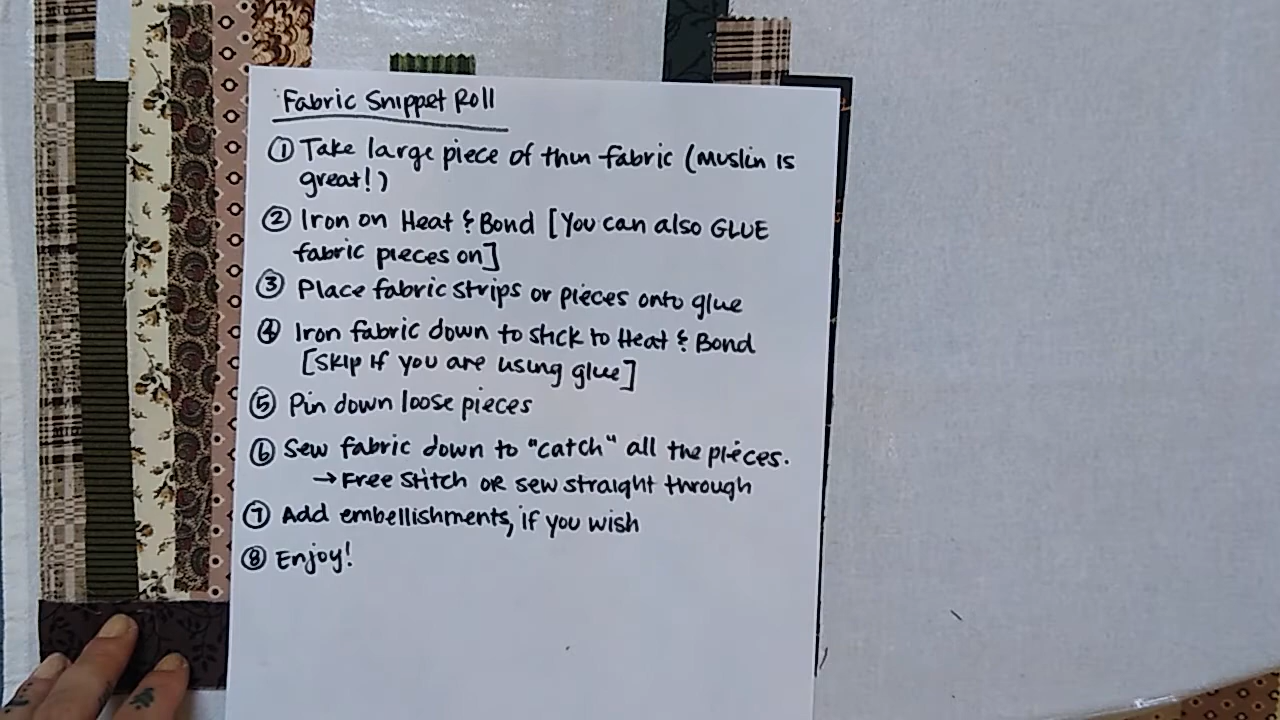 Fabric Snippet Roll
① Take large piece of thin fabric (Muslin is
great!)
② Iron on Heat & Bond [You can also GLUE
fabric pieces on]
③ Place fabric strips or pieces onto glue
④ Iron fabric down to stick to Heat & Bond
[Skip if you are using glue]
⑤ Pin down loose pieces
⑥ Sew fabric down to "catch" all the pieces.
→ Free Stitch OR sew straight through
⑦ Add embellishments, if you wish
⑧ Enjoy!